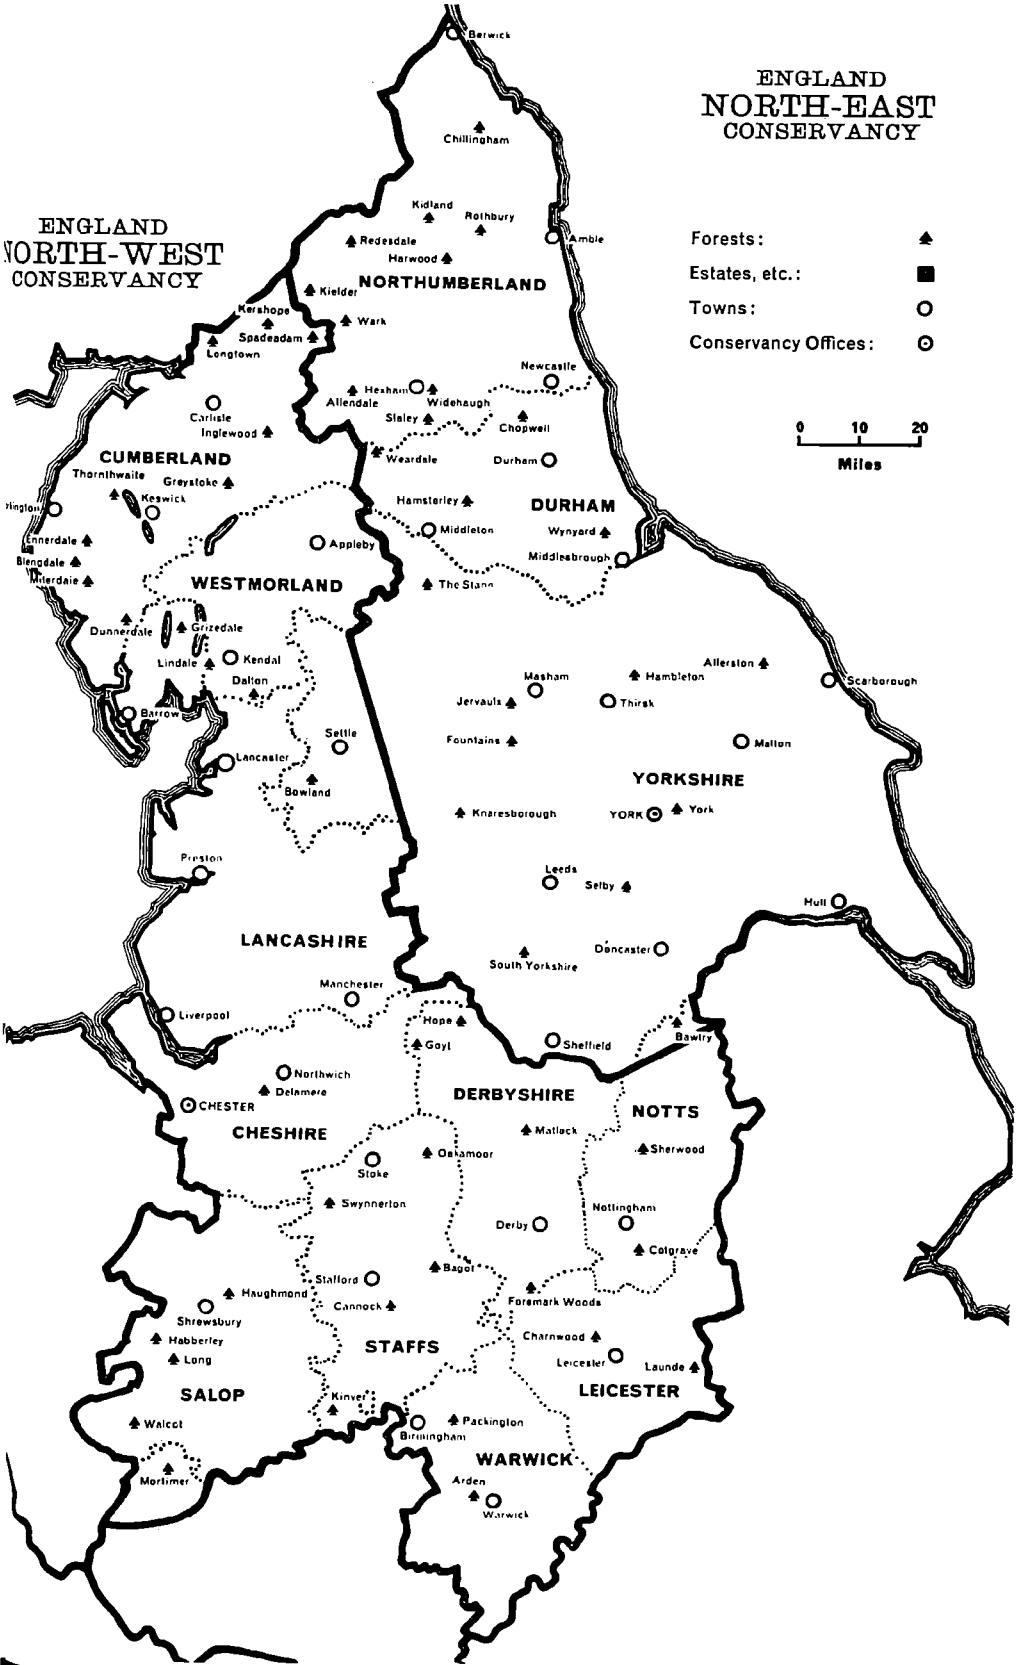 Berwick
ENGLAND
NORTH-EAST
CONSERVANCY
Chillingham
Kidland
Rothbury
ENGLAND
NORTH-WEST
CONSERVANCY
Redesdale
Harwood
Amble
Forests:
Estates, etc.:
Towns:
Conservancy Offices:
NORTHUMBERLAND
Kielder
Kershope
Wark
Spadeadam
Longtown
Newcastle
Hexham
Allendale
Widehaugh
Slaley
Chopwell
0 10 20
Miles
Carlisle
Inglewood
CUMBERLAND
Weardale
Durham
Thornthwaite
Greystoke
Keswick
Hamsterley
DURHAM
Middleton
Wynyard
Ennerdale
Appleby
Middlesbrough
Blengdale
Miterdale
WESTMORLAND
The Stang
Dunnerdale
Grizedale
Lindale
Kendal
Dalton
Allerston
Hambleton
Scarborough
Masham
Jervaulx
Thirsk
Barrow
Settle
Fountains
Malton
Lancaster
Bowland
YORKSHIRE
Knaresborough
YORK
York
Preston
Leeds
Selby
Hull
LANCASHIRE
South Yorkshire
Doncaster
Manchester
Liverpool
Hope
Goyt
Sheffield
Bawtry
Northwich
Delamere
DERBYSHIRE
CHESTER
NOTTS
CHESHIRE
Matlock
Sherwood
Oakamoor
Stoke
Swynnerton
Nottingham
Derby
Cotgrave
Bagot
Stafford
Haughmond
Cannock
Foremark Woods
Shrewsbury
Habberley
Charnwood
STAFFS
Long
Leicester
Launde
SALOP
LEICESTER
Kinver
Walcot
Packington
Birmingham
WARWICK
Mortimer
Arden
Warwick